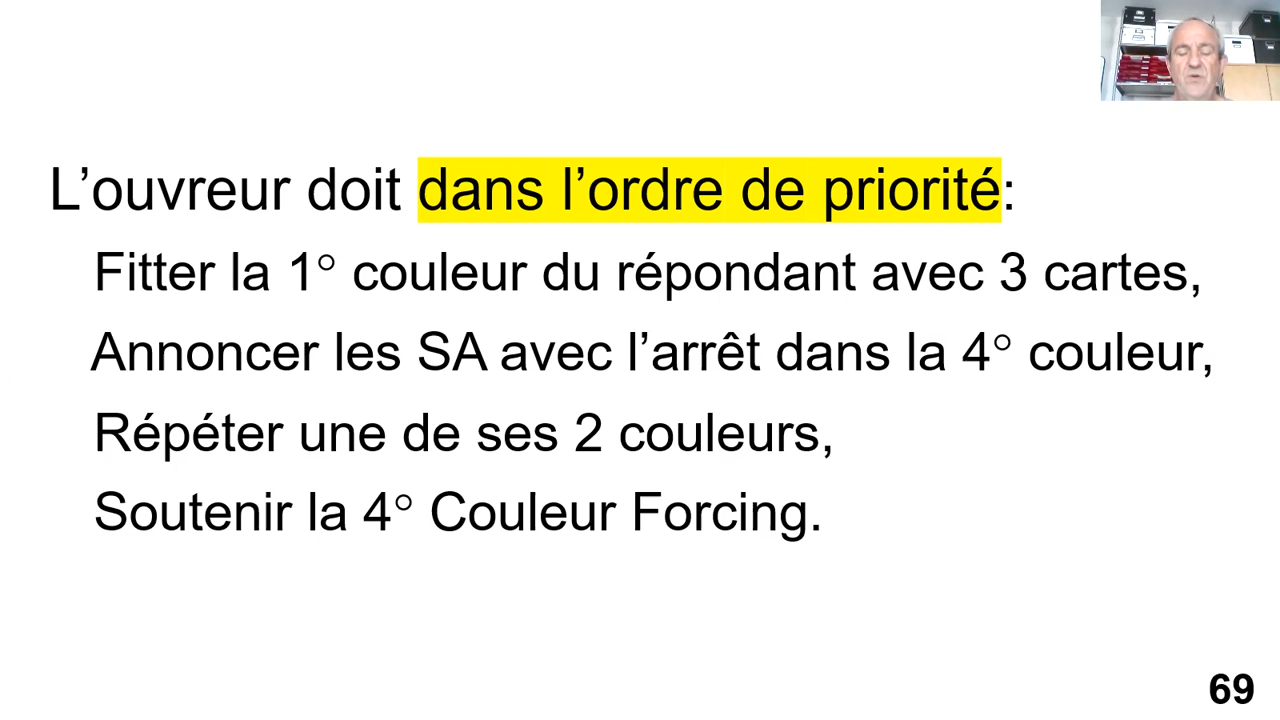 L’ouvreur doit dans l’ordre de priorité:
Fitter la 1° couleur du répondant avec 3 cartes,
Annoncer les SA avec l’arrêt dans la 4° couleur,
Répéter une de ses 2 couleurs,
Soutenir la 4° Couleur Forcing.
69